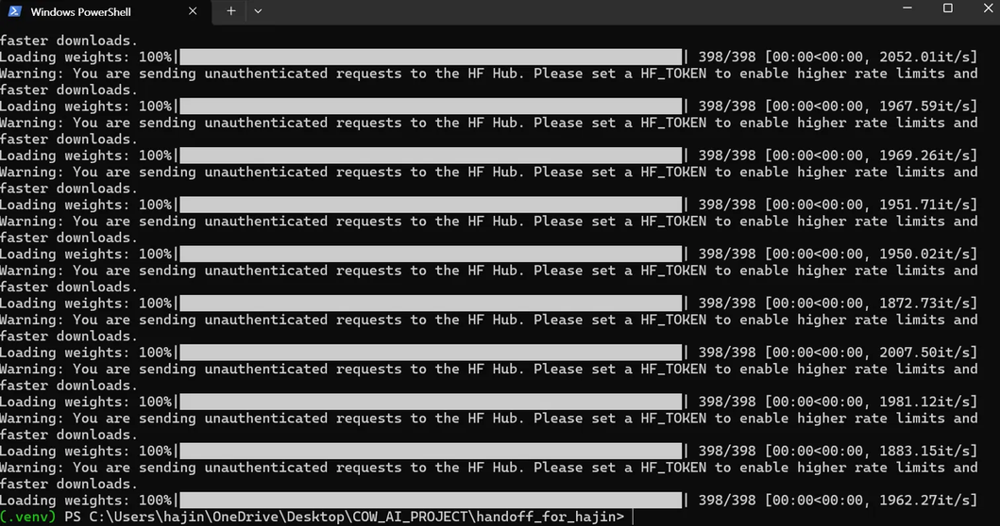 Windows PowerShell
faster downloads.
Loading weights: 100%| | 398/398 [00:00<00:00, 2052.01it/s]
Warning: You are sending unauthenticated requests to the HF Hub. Please set a HF_TOKEN to enable higher rate limits and
faster downloads.
Loading weights: 100%| | 398/398 [00:00<00:00, 1967.59it/s]
Warning: You are sending unauthenticated requests to the HF Hub. Please set a HF_TOKEN to enable higher rate limits and
faster downloads.
Loading weights: 100%| | 398/398 [00:00<00:00, 1969.26it/s]
Warning: You are sending unauthenticated requests to the HF Hub. Please set a HF_TOKEN to enable higher rate limits and
faster downloads.
Loading weights: 100%| | 398/398 [00:00<00:00, 1951.71it/s]
Warning: You are sending unauthenticated requests to the HF Hub. Please set a HF_TOKEN to enable higher rate limits and
faster downloads.
Loading weights: 100%| | 398/398 [00:00<00:00, 1950.02it/s]
Warning: You are sending unauthenticated requests to the HF Hub. Please set a HF_TOKEN to enable higher rate limits and
faster downloads.
Loading weights: 100%| | 398/398 [00:00<00:00, 1872.73it/s]
Warning: You are sending unauthenticated requests to the HF Hub. Please set a HF_TOKEN to enable higher rate limits and
faster downloads.
Loading weights: 100%| | 398/398 [00:00<00:00, 2007.50it/s]
Warning: You are sending unauthenticated requests to the HF Hub. Please set a HF_TOKEN to enable higher rate limits and
faster downloads.
Loading weights: 100%| | 398/398 [00:00<00:00, 1981.12it/s]
Warning: You are sending unauthenticated requests to the HF Hub. Please set a HF_TOKEN to enable higher rate limits and
faster downloads.
Loading weights: 100%| | 398/398 [00:00<00:00, 1883.15it/s]
Warning: You are sending unauthenticated requests to the HF Hub. Please set a HF_TOKEN to enable higher rate limits and
faster downloads.
Loading weights: 100%| | 398/398 [00:00<00:00, 1962.27it/s]
(.venv) PS C:\Users\hajin\OneDrive\Desktop\COW_AI_PROJECT\handoff_for_hajin>